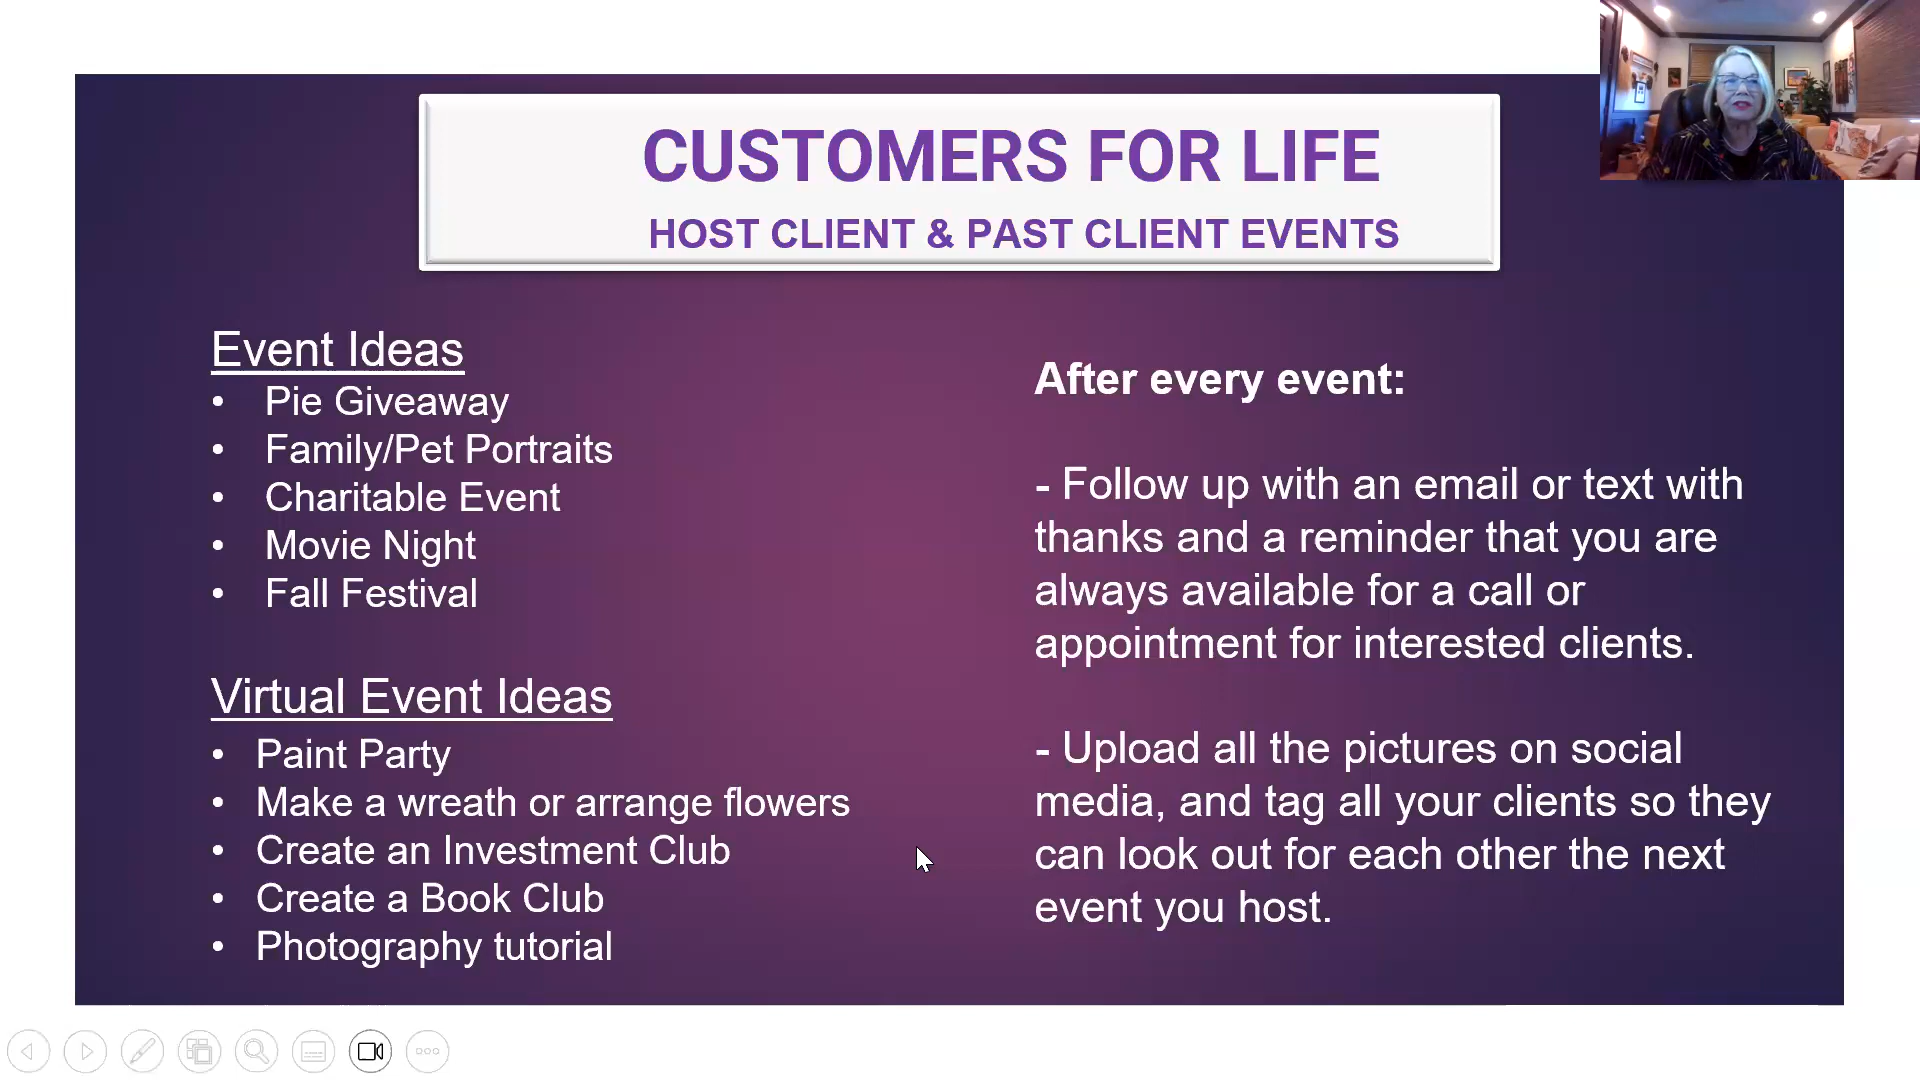 CUSTOMERS FOR LIFE
HOST CLIENT & PAST CLIENT EVENTS
Event Ideas
• Pie Giveaway
• Family/Pet Portraits
• Charitable Event
• Movie Night
• Fall Festival
Virtual Event Ideas
• Paint Party
• Make a wreath or arrange flowers
• Create an Investment Club
• Create a Book Club
• Photography tutorial
After every event:
- Follow up with an email or text with
thanks and a reminder that you are
always available for a call or
appointment for interested clients.
- Upload all the pictures on social
media, and tag all your clients so they
can look out for each other the next
event you host.